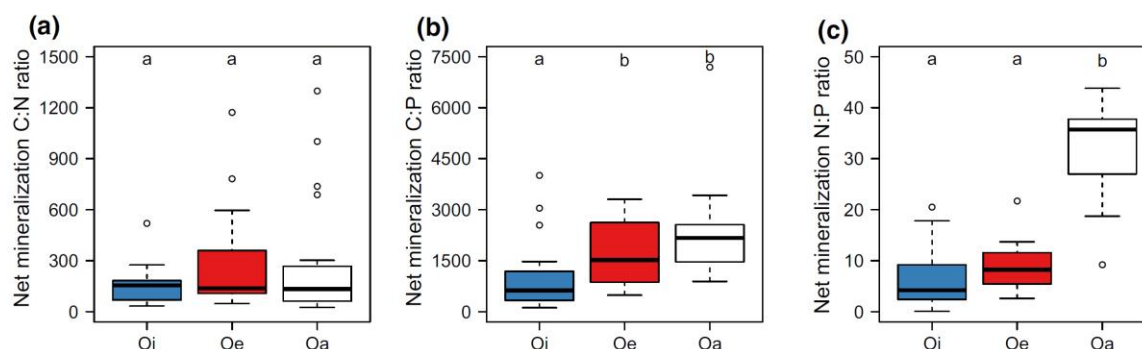 (a)
Net mineralization C:N ratio
1500
1200
900
600
300
0
a a a
Oi Oe Oa
(b)
Net mineralization C:P ratio
7500
6000
4500
3000
1500
0
a b b
Oi Oe Oa
(c)
Net mineralization N:P ratio
50
40
30
20
10
0
a a b
Oi Oe Oa